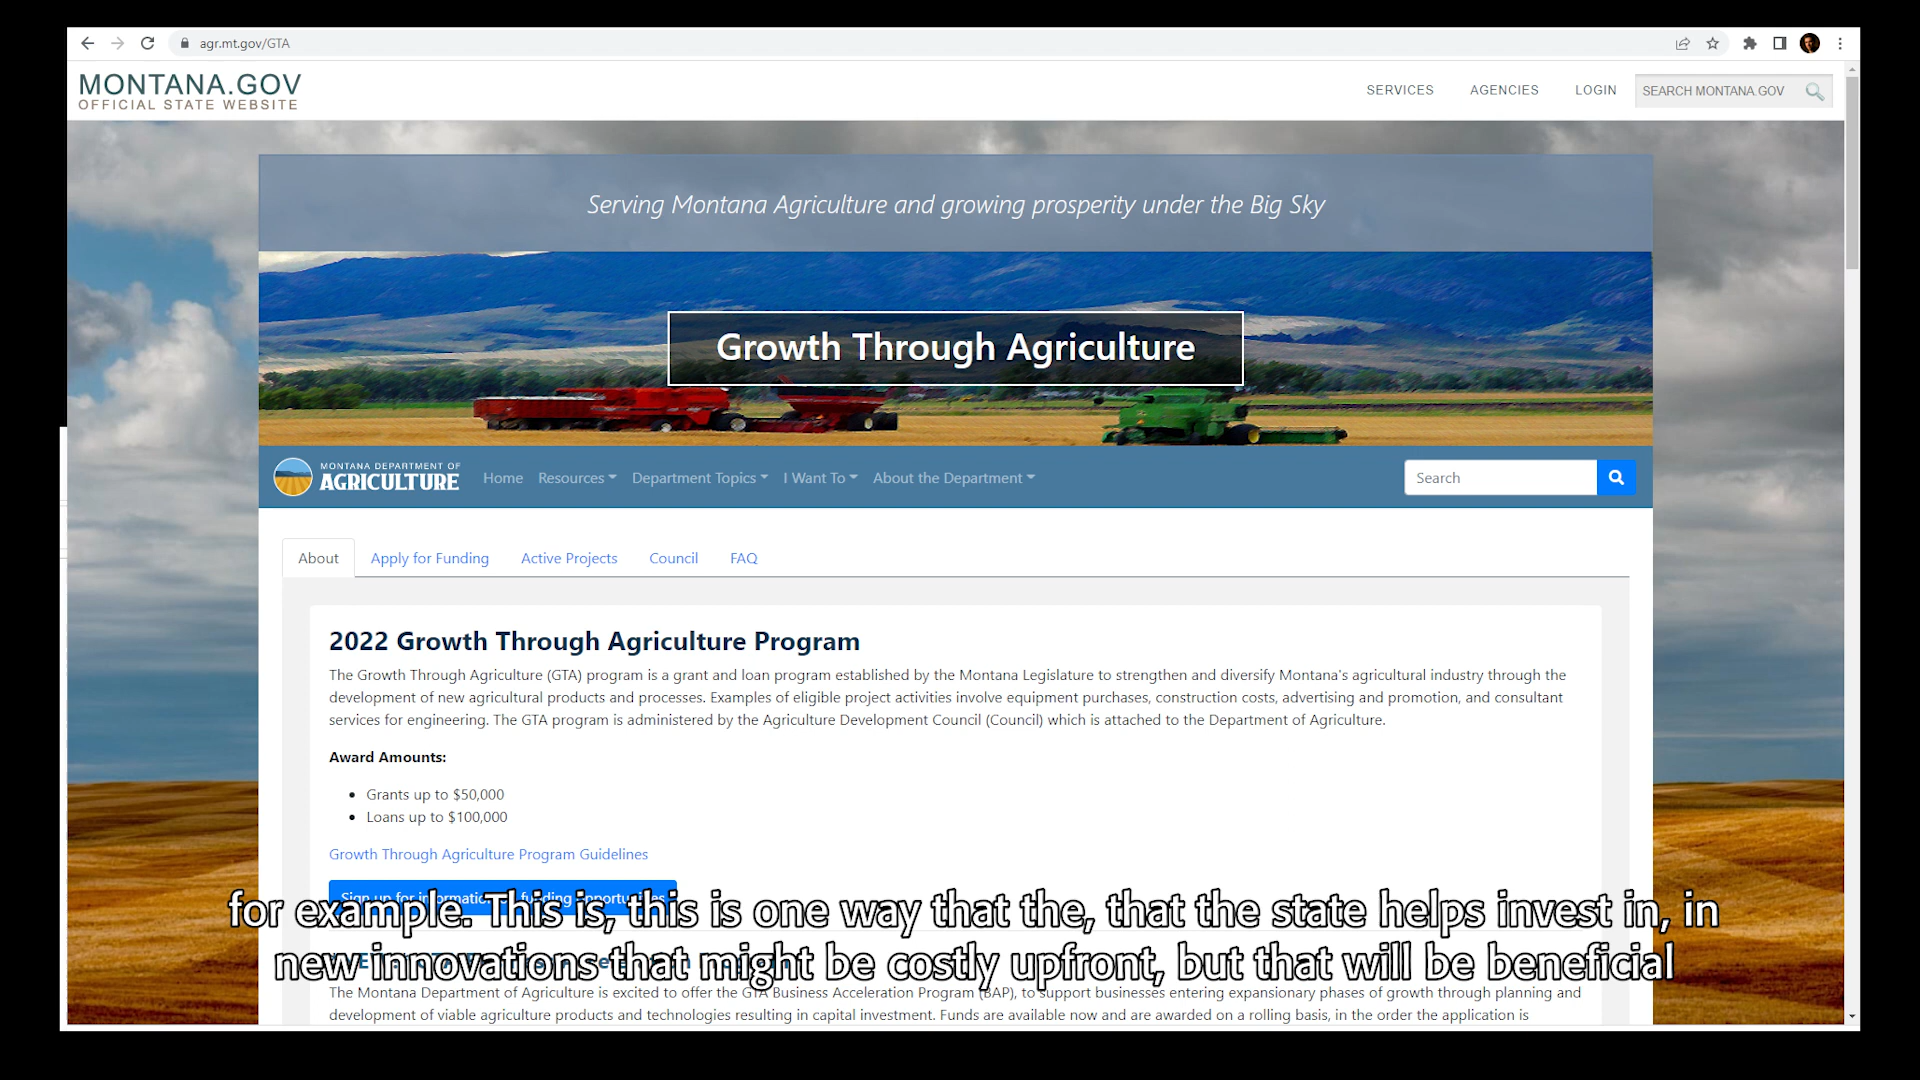 agr.mt.gov/GTA
MONTANA.GOV
OFFICIAL STATE WEBSITE
SERVICES
AGENCIES
LOGIN
SEARCH MONTANA.GOV
Serving Montana Agriculture and growing prosperity under the Big Sky
Growth Through Agriculture
MONTANA DEPARTMENT OF
AGRICULTURE
Home
Resources
Department Topics
I Want To
About the Department
Search
About
Apply for Funding
Active Projects
Council
FAQ
2022 Growth Through Agriculture Program
The Growth Through Agriculture (GTA) program is a grant and loan program established by the Montana Legislature to strengthen and diversify Montana's agricultural industry through the
development of new agricultural products and processes. Examples of eligible project activities involve equipment purchases, construction costs, advertising and promotion, and consultant
services for engineering. The GTA program is administered by the Agriculture Development Council (Council) which is attached to the Department of Agriculture.
Award Amounts:
Grants up to $50,000
Loans up to $100,000
Growth Through Agriculture Program Guidelines
Sign up for information funding opportunities
for example. This is, this is one way that the, that the state helps invest in, in
new innovations that might be costly upfront, but that will be beneficial
The Montana Department of Agriculture is excited to offer the GTA Business Acceleration Program (BAP), to support businesses entering expansionary phases of growth through planning and
development of viable agriculture products and technologies resulting in capital investment. Funds are available now and are awarded on a rolling basis, in the order the application is